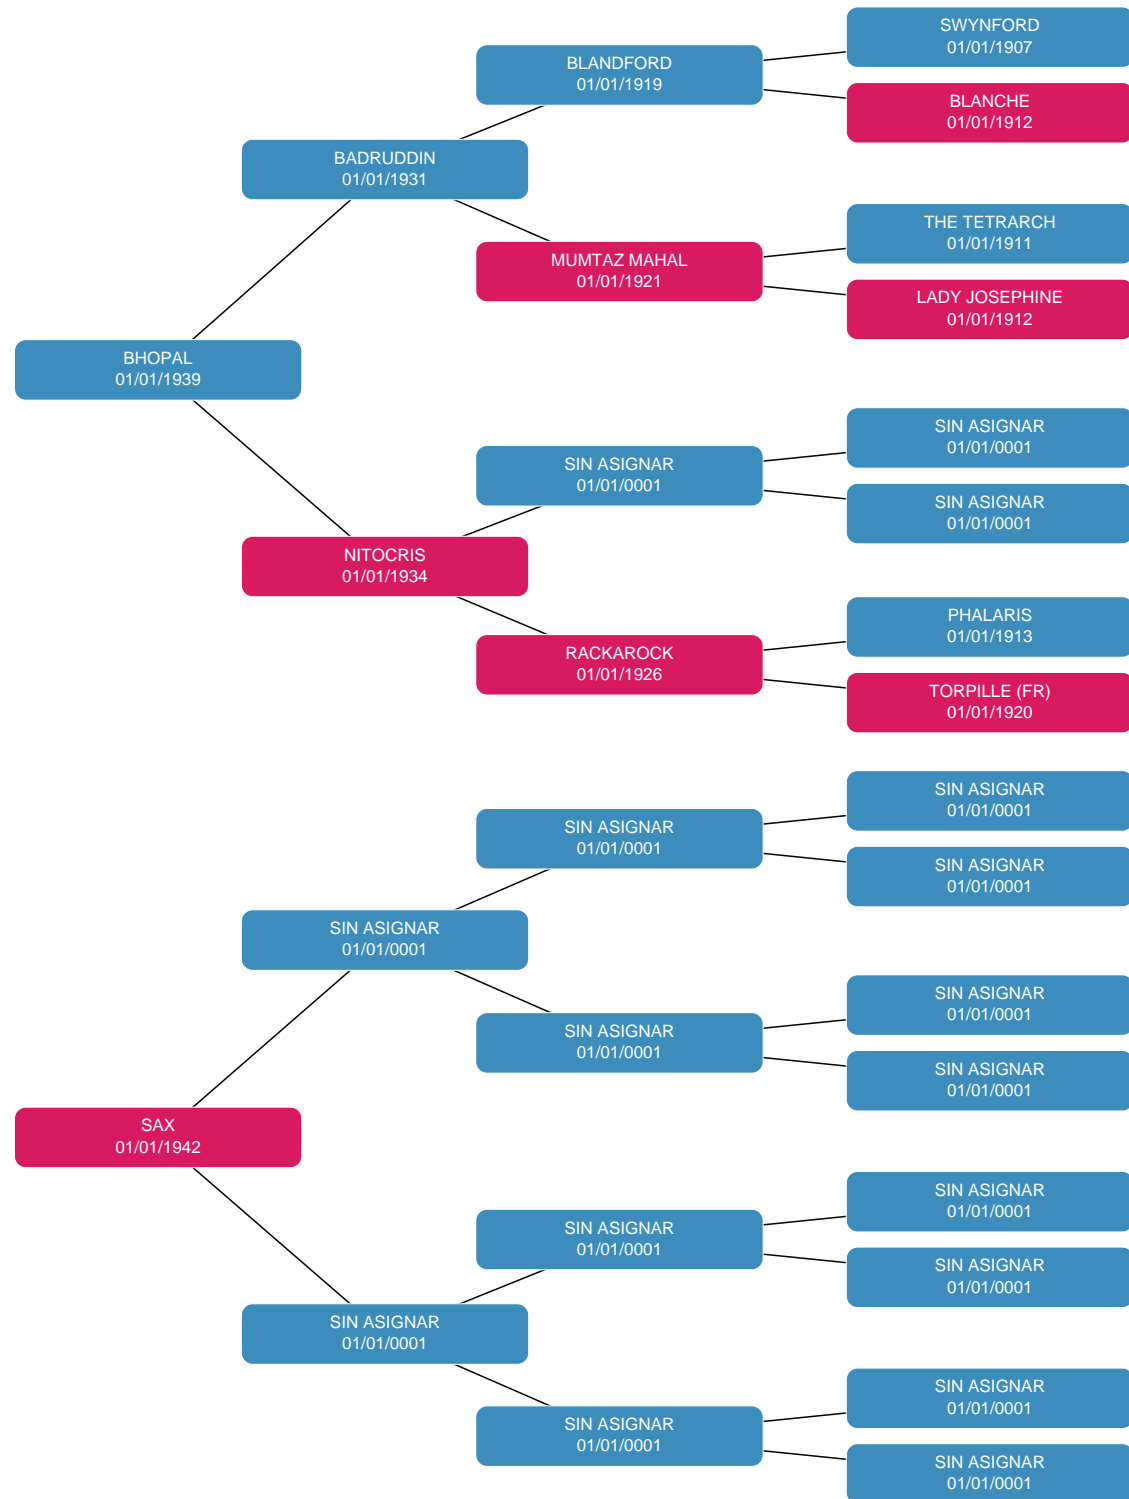 SWYNFORD
01/01/1907
BLANDFORD
01/01/1919
BLANCHE
01/01/1912
BADRUDDIN
01/01/1931
THE TETRARCH
01/01/1911
MUMTAZ MAHAL
01/01/1921
LADY JOSEPHINE
01/01/1912
BHOPAL
01/01/1939
SIN ASIGNAR
01/01/0001
SIN ASIGNAR
01/01/0001
SIN ASIGNAR
01/01/0001
NITOCRIS
01/01/1934
PHALARIS
01/01/1913
RACKAROCK
01/01/1926
TORPILLE (FR)
01/01/1920
SIN ASIGNAR
01/01/0001
SIN ASIGNAR
01/01/0001
SIN ASIGNAR
01/01/0001
SIN ASIGNAR
01/01/0001
SIN ASIGNAR
01/01/0001
SIN ASIGNAR
01/01/0001
SIN ASIGNAR
01/01/0001
SAX
01/01/1942
SIN ASIGNAR
01/01/0001
SIN ASIGNAR
01/01/0001
SIN ASIGNAR
01/01/0001
SIN ASIGNAR
01/01/0001
SIN ASIGNAR
01/01/0001
SIN ASIGNAR
01/01/0001
SIN ASIGNAR
01/01/0001